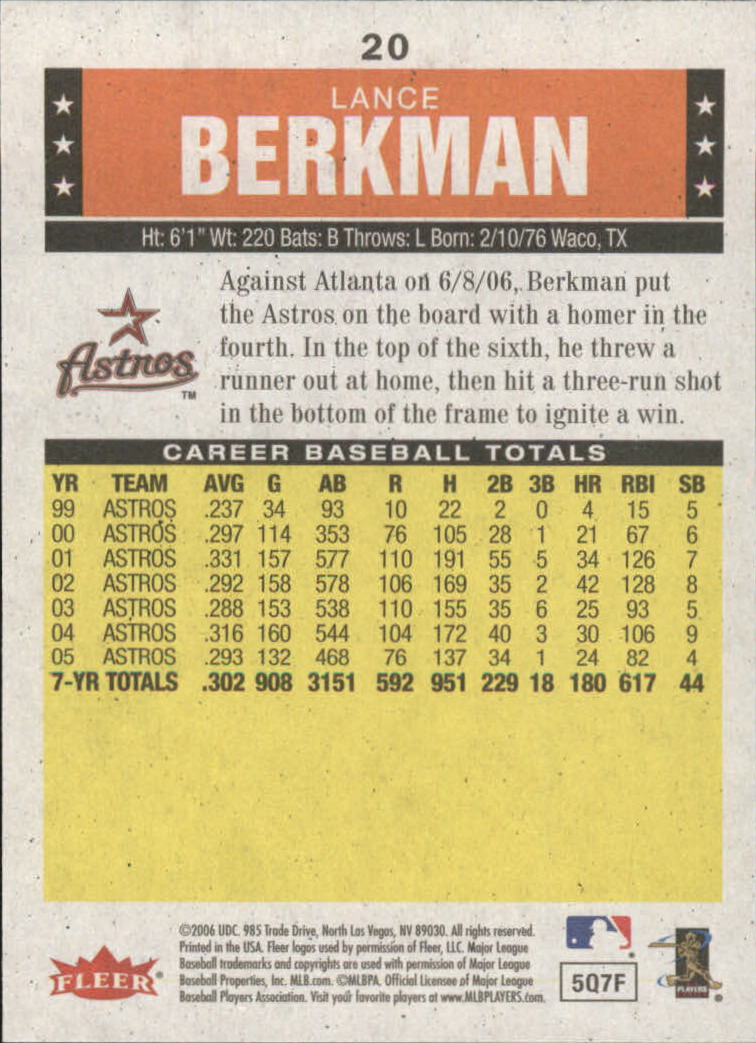 20
LANCE
BERKMAN
Ht: 6'1" Wt: 220 Bats: B Throws: L Born: 2/10/76 Waco, TX
Against Atlanta on 6/8/06, Berkman put
the Astros on the board with a homer in the
fourth. In the top of the sixth, he threw a
runner out at home, then hit a three-run shot
in the bottom of the frame to ignite a win.
Astros
TM
CAREER BASEBALL TOTALS
YR TEAM AVG G AB R H 2B 3B HR RBI SB
99 ASTROS .237 34 93 10 22 2 0 4 15 5
00 ASTROS .297 114 353 76 105 28 1 21 67 6
01 ASTROS .331 157 577 110 191 55 5 34 126 7
02 ASTROS .292 158 578 106 169 35 2 42 128 8
03 ASTROS .288 153 538 110 155 35 6 25 93 5
04 ASTROS .316 160 544 104 172 40 3 30 106 9
05 ASTROS .293 132 468 76 137 34 1 24 82 4
7-YR TOTALS .302 908 3151 592 951 229 18 180 617 44
FLEER®
©2006 UDC. 985 Trade Drive, North Las Vegas, NV 89030. All rights reserved.
Printed in the USA. Fleer logos used by permission of Fleer, LLC. Major League
Baseball trademarks and copyrights are used with permission of Major League
Baseball Properties, Inc. MLB.com. ©MLBPA. Official Licensee of Major League
Baseball Players Association. Visit your favorite players at www.MLBPLAYERS.com.
5Q7F
PLAYERS